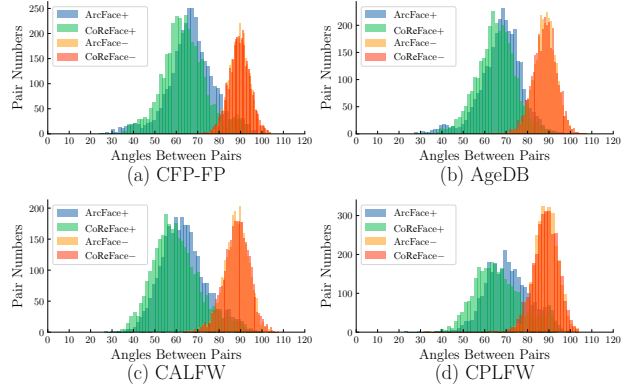 250
200
150
100
50
0
Pair Numbers
ArcFace+
CoReFace+
ArcFace−
CoReFace−
0 10 20 30 40 50 60 70 80 90 100 110 120
Angles Between Pairs
(a) CFP-FP
200
150
100
50
0
Pair Numbers
ArcFace+
CoReFace+
ArcFace−
CoReFace−
0 10 20 30 40 50 60 70 80 90 100 110 120
Angles Between Pairs
(b) AgeDB
200
150
100
50
0
Pair Numbers
ArcFace+
CoReFace+
ArcFace−
CoReFace−
0 10 20 30 40 50 60 70 80 90 100 110 120
Angles Between Pairs
(c) CALFW
300
200
100
0
Pair Numbers
ArcFace+
CoReFace+
ArcFace−
CoReFace−
0 10 20 30 40 50 60 70 80 90 100 110 120
Angles Between Pairs
(d) CPLFW